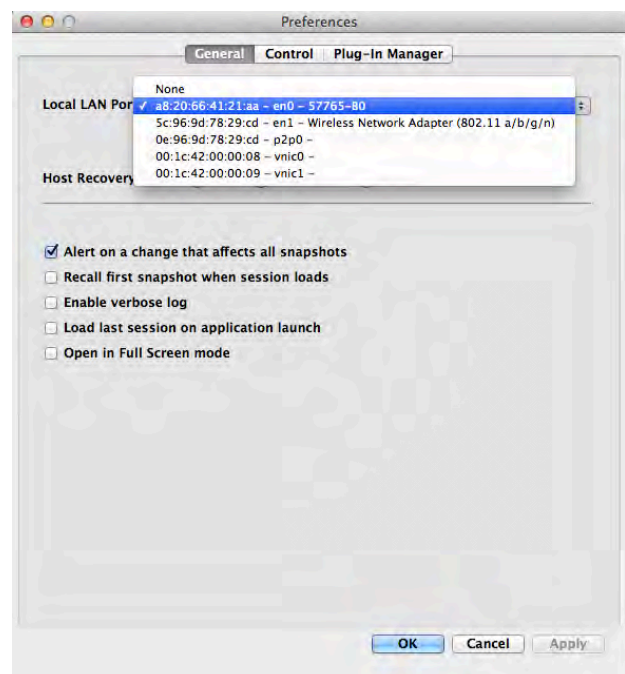 Preferences
General Control Plug-In Manager
None
Local LAN Por
✓ a8:20:66:41:21:aa - en0 - 57765-B0
5c:96:9d:78:29:cd - en1 - Wireless Network Adapter (802.11 a/b/g/n)
0e:96:9d:78:29:cd - p2p0 -
00:1c:42:00:00:08 - vnic0 -
00:1c:42:00:00:09 - vnic1 -
Host Recovery
Alert on a change that affects all snapshots
Recall first snapshot when session loads
Enable verbose log
Load last session on application launch
Open in Full Screen mode
OK Cancel Apply